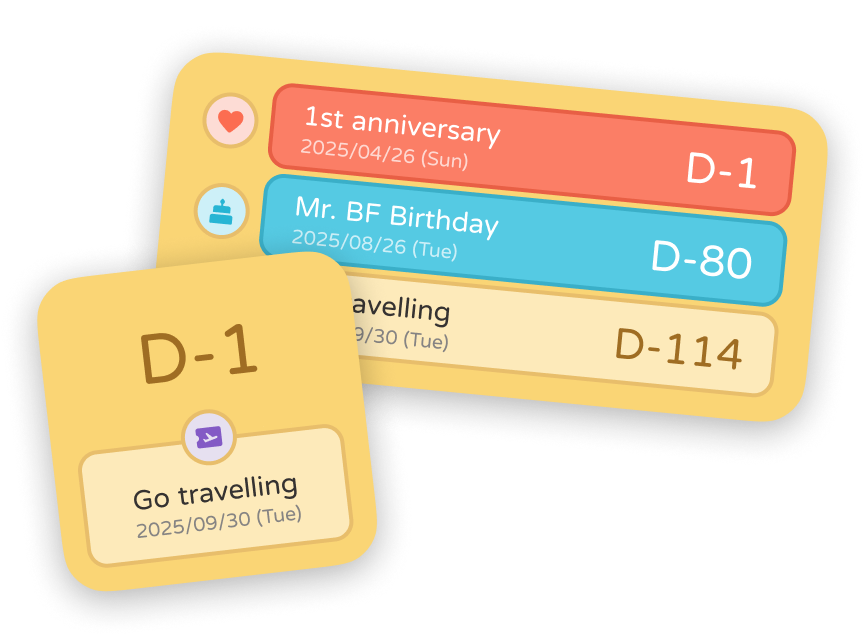 1st anniversary
2025/04/26 (Sun)
D-1
Mr. BF Birthday
2025/08/26 (Tue)
D-80
avelling
9/30 (Tue)
D-114
D-1
Go travelling
2025/09/30 (Tue)